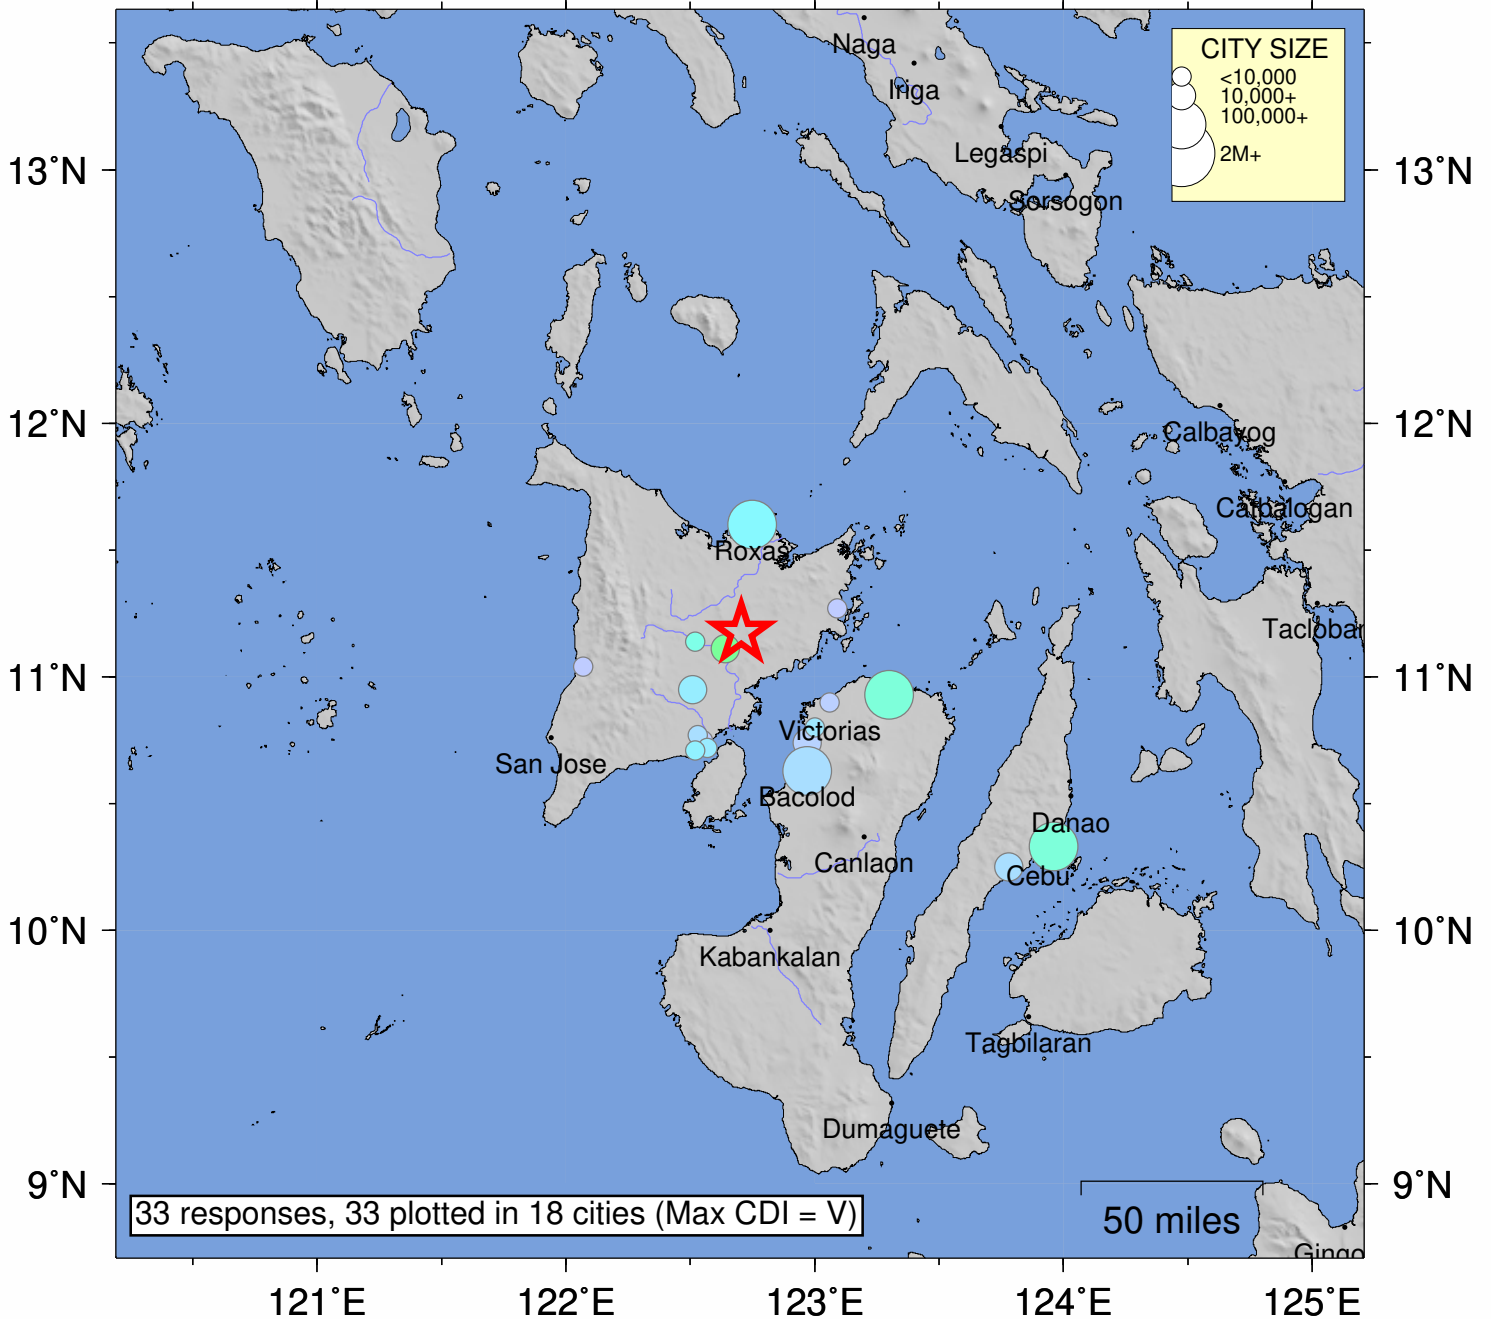 Naga
Iriga
Legaspi
Sorsogon
CITY SIZE
<10,000
10,000+
100,000+
2M+
13°N
13°N
12°N
12°N
Calbayog
Catbalogan
Roxas
Tacloban
11°N
11°N
Victorias
San Jose
Bacolod
Danao
Canlaon
Cebu
10°N
10°N
Kabankalan
Tagbilaran
Dumaguete
9°N
9°N
33 responses, 33 plotted in 18 cities (Max CDI = V)
50 miles
Gingo
121°E
122°E
123°E
124°E
125°E